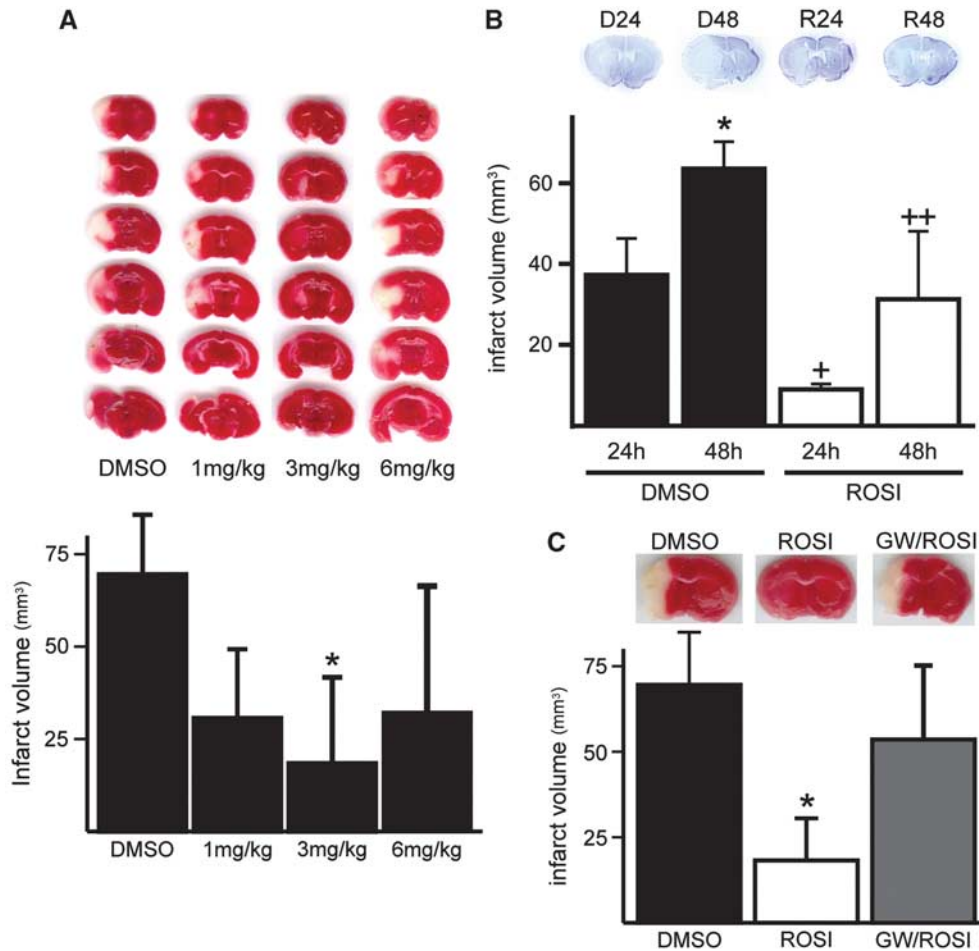 A
DMSO 1mg/kg 3mg/kg 6mg/kg
Infarct volume (mm³)
75
50
25
*
DMSO 1mg/kg 3mg/kg 6mg/kg
B
D24 D48 R24 R48
infarct volume (mm³)
60
40
20
*
+
++
24h 48h 24h 48h
DMSO ROSI
C
DMSO ROSI GW/ROSI
infarct volume (mm³)
75
50
25
*
DMSO ROSI GW/ROSI